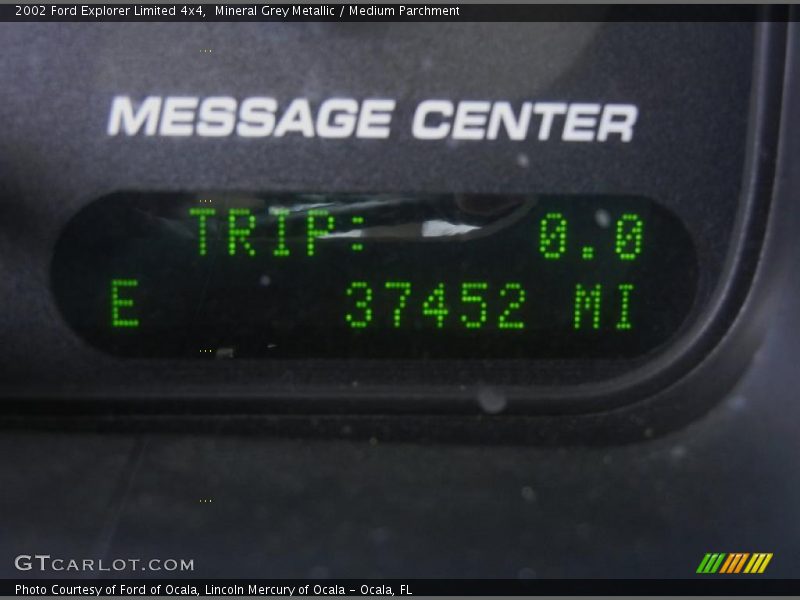 2002 Ford Explorer Limited 4x4, Mineral Grey Metallic / Medium Parchment
MESSAGE CENTER
TRIP: 0.0
E 37452 MI
GTCARLOT.COM
Photo Courtesy of Ford of Ocala, Lincoln Mercury of Ocala - Ocala, FL